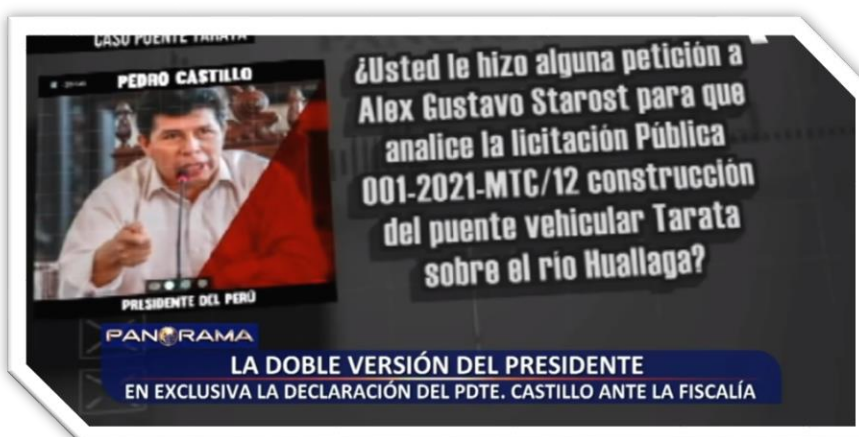 CASO PUENTE TARATA
PEDRO CASTILLO
PRESIDENTE DEL PERÚ
¿Usted le hizo alguna petición a
Alex Gustavo Starost para que
analice la licitación Pública
001-2021-MTC/12 construcción
del puente vehicular Tarata
sobre el río Huallaga?
PANORAMA
LA DOBLE VERSIÓN DEL PRESIDENTE
EN EXCLUSIVA LA DECLARACIÓN DEL PDTE. CASTILLO ANTE LA FISCALÍA